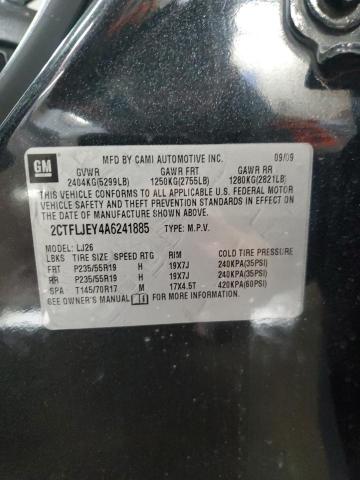 GM
MFD BY CAMI AUTOMOTIVE INC. 09/09
GVWR GAWR FRT GAWR RR
2404KG(5299LB) 1250KG(2755LB) 1280KG(2821LB)
THIS VEHICLE CONFORMS TO ALL APPLICABLE U.S. FEDERAL MOTOR
VEHICLE SAFETY AND THEFT PREVENTION STANDARDS IN EFFECT ON
THE DATE OF MANUFACTURE SHOWN ABOVE.
2CTFLJEY4A6241885 TYPE: M.P.V.
MODEL: LJ26
LBKS TIRE SIZE SPEED RTG RIM COLD TIRE PRESSURE
FRT P235/55R19 H 19X7J 240KPA(35PSI)
RR P235/55R19 H 19X7J 240KPA(35PSI)
SPA T145/70R17 M 17X4.5T 420KPA(60PSI)
SEE OWNER'S MANUAL FOR ADDITIONAL INFORMATION.